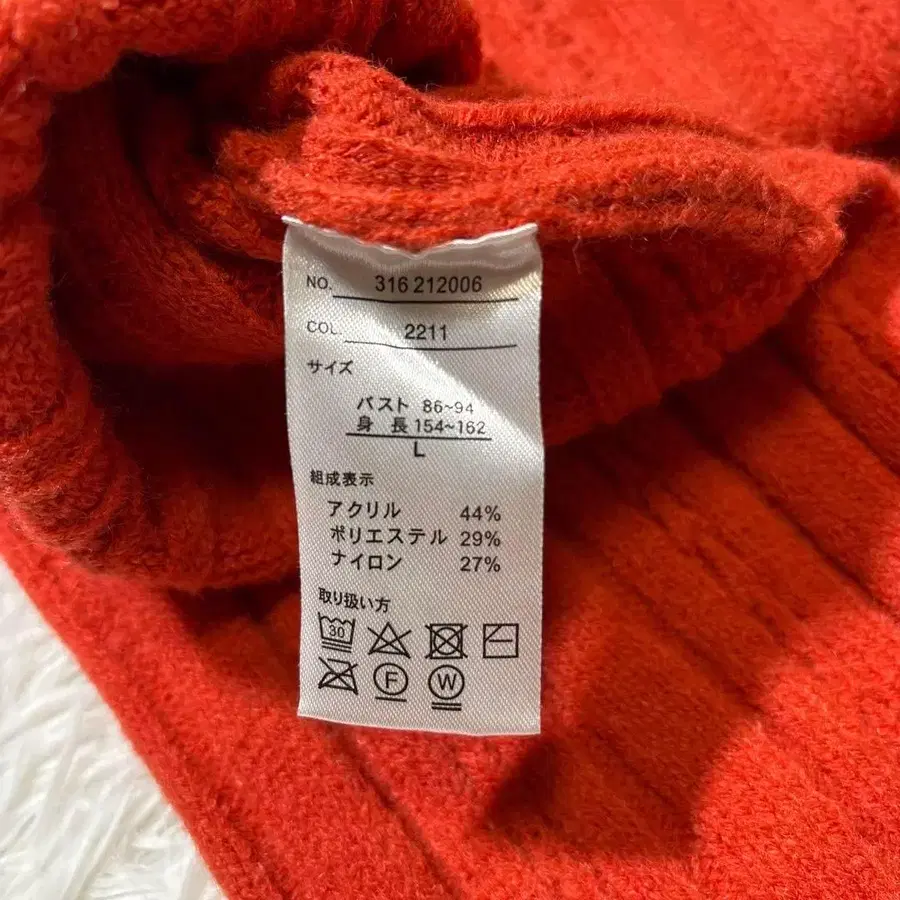 NO. 316 212006
COL. 2211
サイズ
バスト 86~94
身 長 154~162
L
組成表示
アクリル 44%
ポリエステル 29%
ナイロン 27%
取り扱い方
30
F W